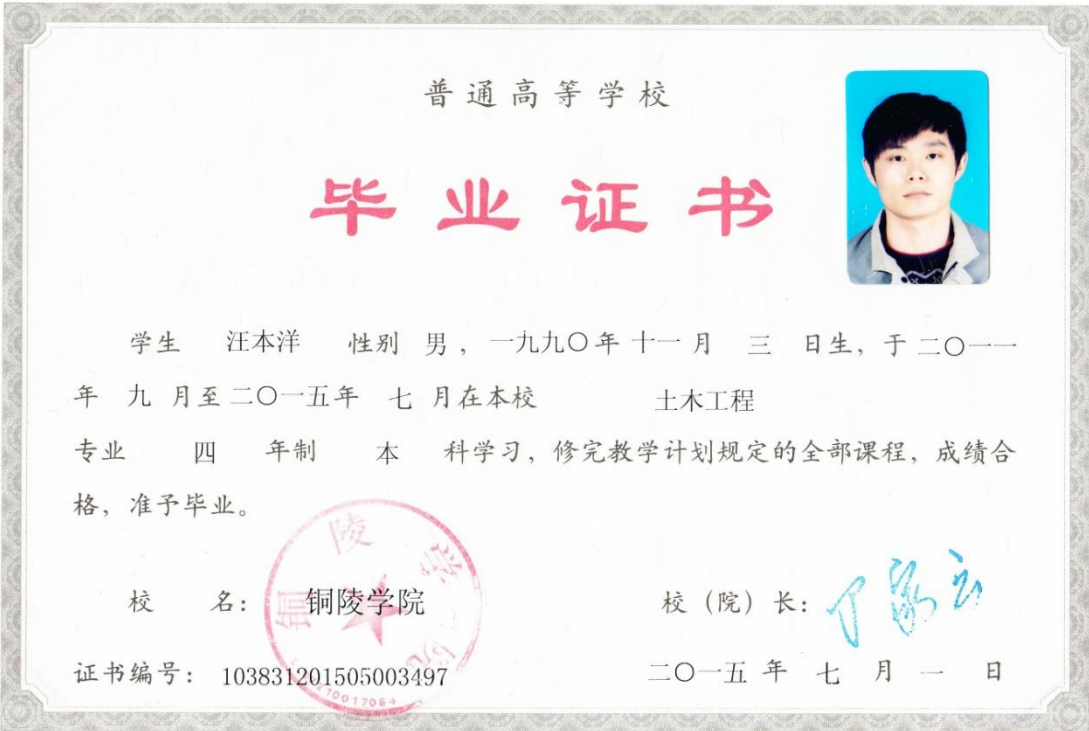 普通高等学校
毕业证书
学生 汪本洋 性别 男，一九九〇年 十一 月 三 日生，于二〇一一
年 九 月至二〇一五年 七 月在本校 土木工程
专业 四 年制 本 科学习，修完教学计划规定的全部课程，成绩合
格，准予毕业。
校 名： 铜陵学院
校（院）长：
证书编号： 103831201505003497
二〇一五 年 七 月 一 日
铜陵学院